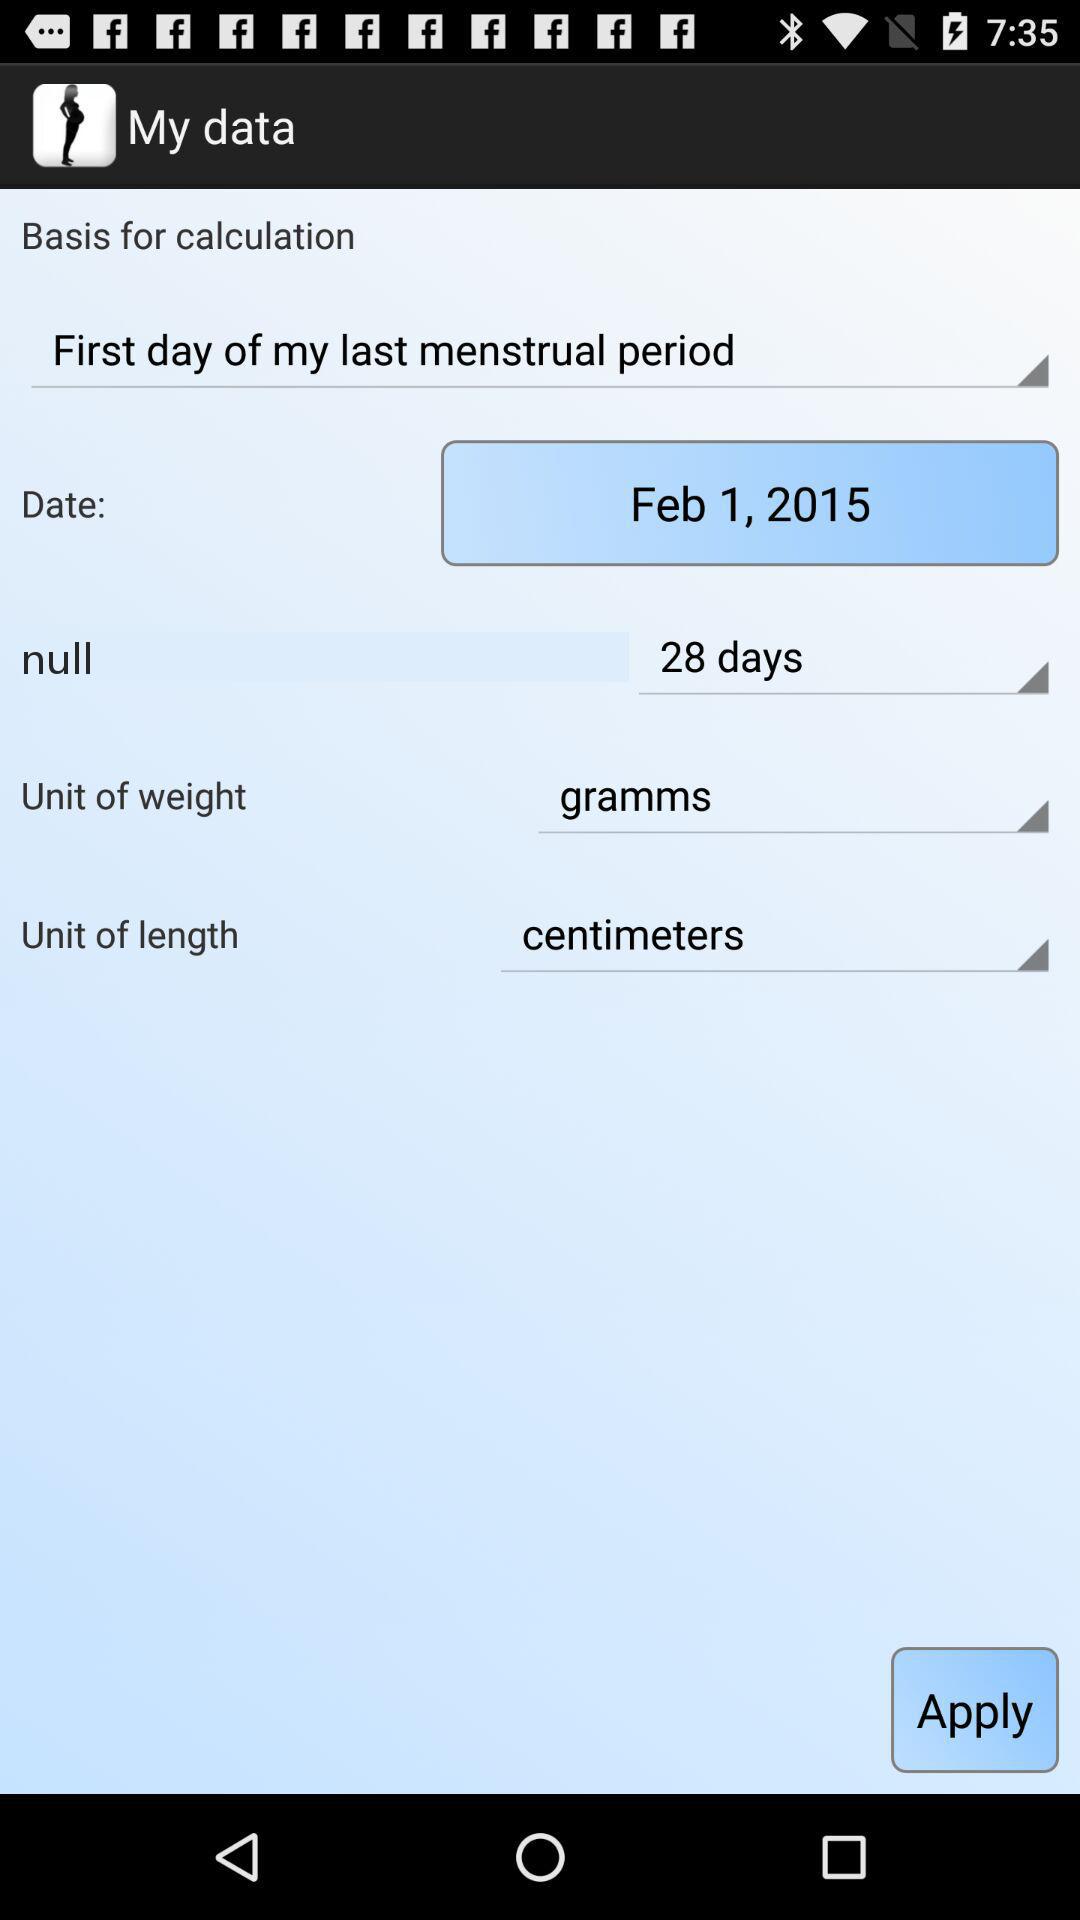 7:35
My data
Basis for calculation
First day of my last menstrual period
Date:
Feb 1, 2015
null
28 days
Unit of weight
gramms
Unit of length
centimeters
Apply